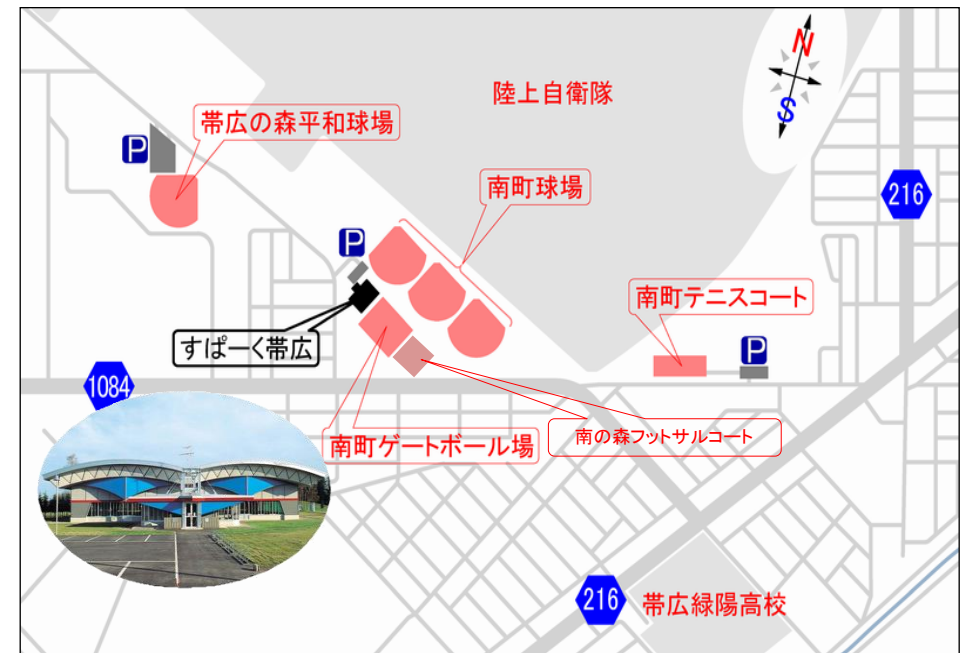 N
S
陸上自衛隊
帯広の森平和球場
P
南町球場
216
P
すぱーく帯広
南町テニスコート
P
1084
南町ゲートボール場
南の森フットサルコート
216
帯広緑陽高校